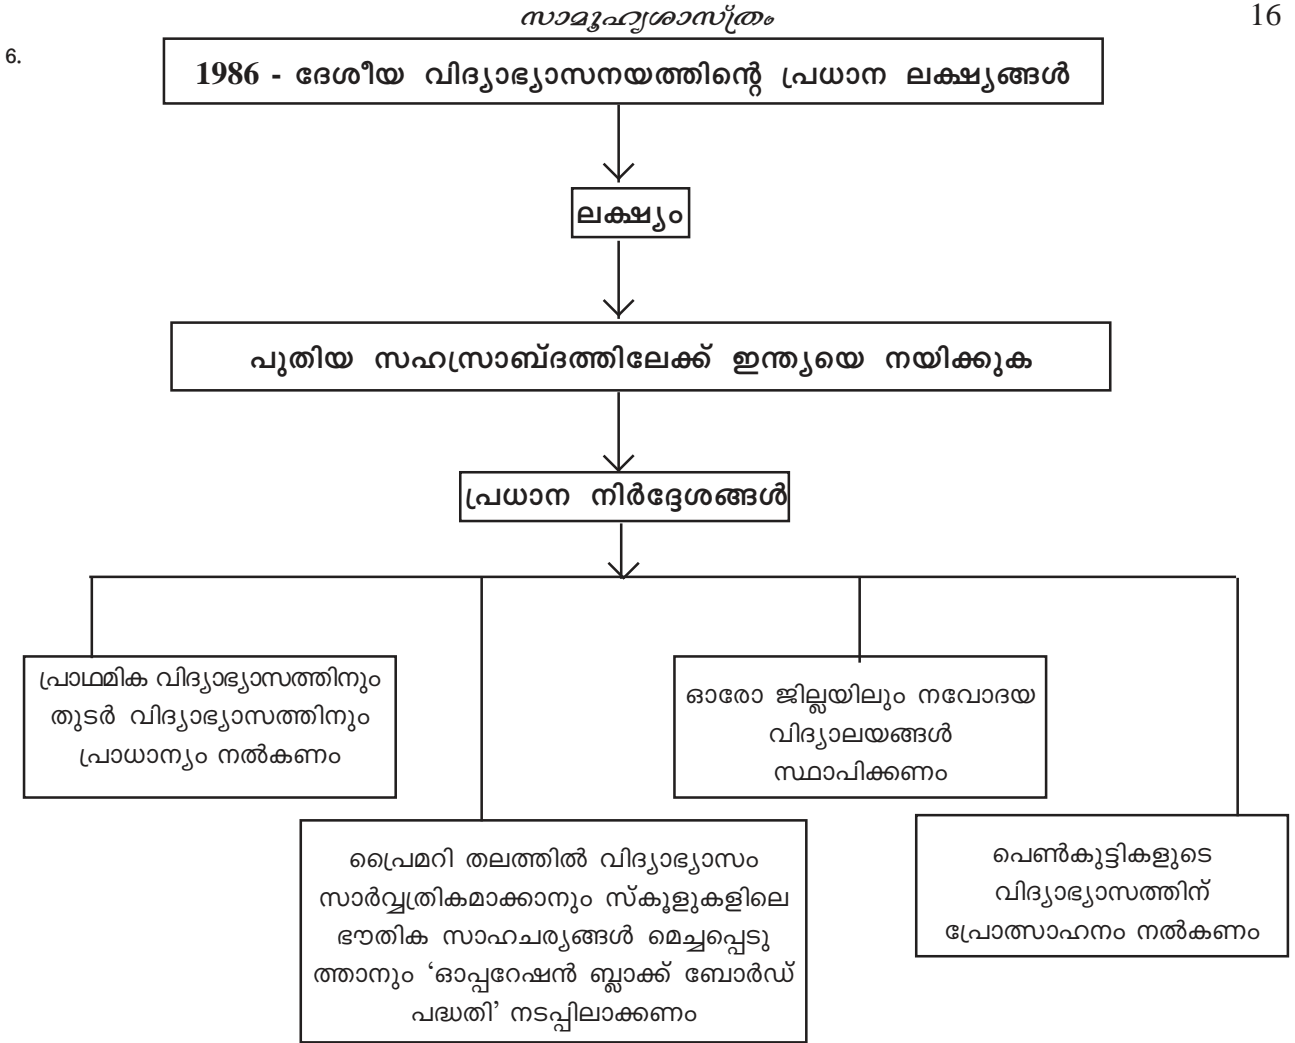 സാമൂഹ്യശാസ്ത്രം
16
6.
1986 - ദേശീയ വിദ്യാഭ്യാസനയത്തിന്റെ പ്രധാന ലക്ഷ്യങ്ങൾ
ലക്ഷ്യം
പുതിയ സഹസ്രാബ്ദത്തിലേക്ക് ഇന്ത്യയെ നയിക്കുക
പ്രധാന നിർദ്ദേശങ്ങൾ
പ്രാഥമിക വിദ്യാഭ്യാസത്തിനും
തുടർ വിദ്യാഭ്യാസത്തിനും
പ്രാധാന്യം നൽകണം
പ്രൈമറി തലത്തിൽ വിദ്യാഭ്യാസം
സാർവ്വത്രികമാക്കാനും സ്കൂളുകളിലെ
ഭൗതിക സാഹചര്യങ്ങൾ മെച്ചപ്പെടു
ത്താനും ‘ഓപ്പറേഷൻ ബ്ലാക്ക് ബോർഡ്
പദ്ധതി’ നടപ്പിലാക്കണം
ഓരോ ജില്ലയിലും നവോദയ
വിദ്യാലയങ്ങൾ
സ്ഥാപിക്കണം
പെൺകുട്ടികളുടെ
വിദ്യാഭ്യാസത്തിന്
പ്രോത്സാഹനം നൽകണം